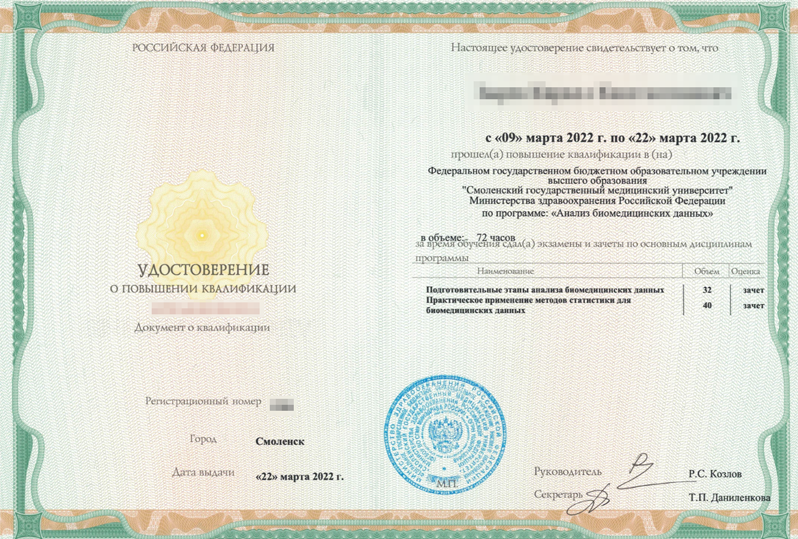 РОССИЙСКАЯ ФЕДЕРАЦИЯ
УДОСТОВЕРЕНИЕ
О ПОВЫШЕНИИ КВАЛИФИКАЦИИ
Документ о квалификации
Регистрационный номер
Город Смоленск
Дата выдачи «22» марта 2022 г.
Настоящее удостоверение свидетельствует о том, что
с «09» марта 2022 г. по «22» марта 2022 г.
прошел(а) повышение квалификации в (на)
Федеральном государственном бюджетном образовательном учреждении
высшего образования
"Смоленский государственный медицинский университет"
Министерства здравоохранения Российской Федерации
по программе: «Анализ биомедицинских данных»
в объеме: 72 часов
за время обучения сдал(а) экзамены и зачеты по основным дисциплинам
программы
Наименование Объем Оценка
Подготовительные этапы анализа биомедицинских данных 32 зачет
Практическое применение методов статистики для 40 зачет
биомедицинских данных
М.П.
Руководитель Р.С. Козлов
Секретарь Т.П. Даниленкова